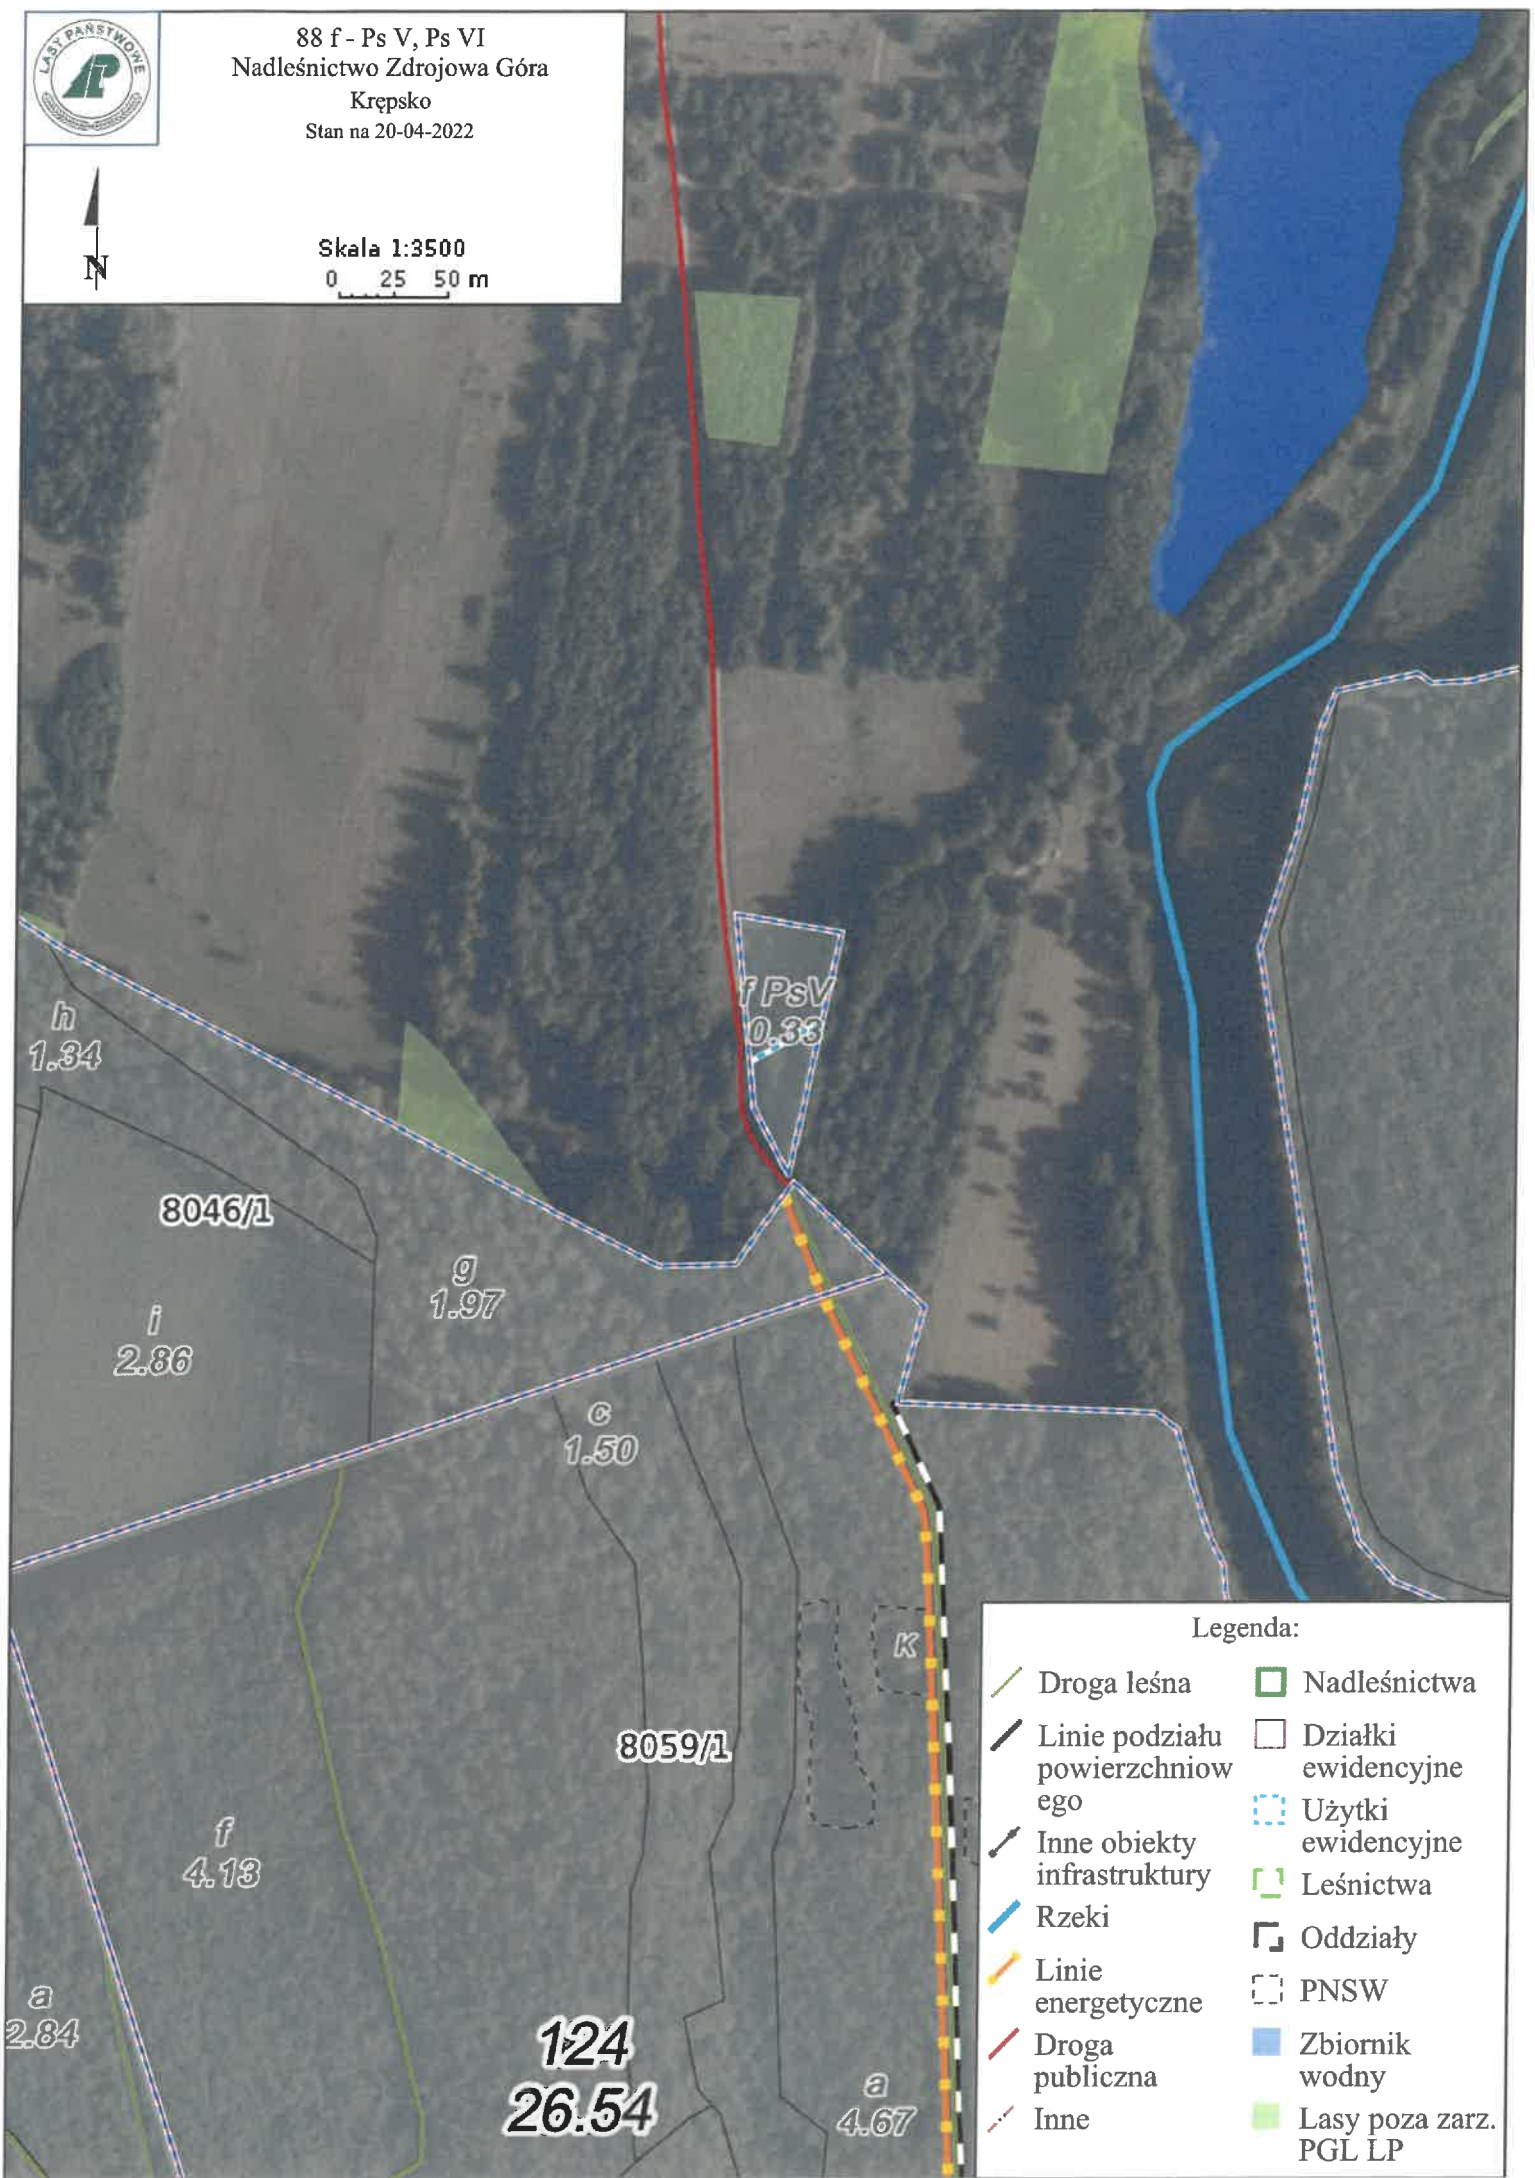 LASY PAŃSTWOWE
88 f - Ps V, Ps VI
Nadleśnictwo Zdrojowa Góra
Krępsko
Stan na 20-04-2022
N
Skala 1:3500
0 25 50 m
f PsV
0.33
h
1.34
8046/1
g
1.97
i
2.86
c
1.50
K
8059/1
f
4.13
a
2.84
124
26.54
a
4.67
Legenda:
Droga leśna
Linie podziału
powierzchniow
ego
Inne obiekty
infrastruktury
Rzeki
Linie
energetyczne
Droga
publiczna
Inne
Nadleśnictwa
Działki
ewidencyjne
Użytki
ewidencyjne
Leśnictwa
Oddziały
PNSW
Zbiornik
wodny
Lasy poza zarz.
PGL LP